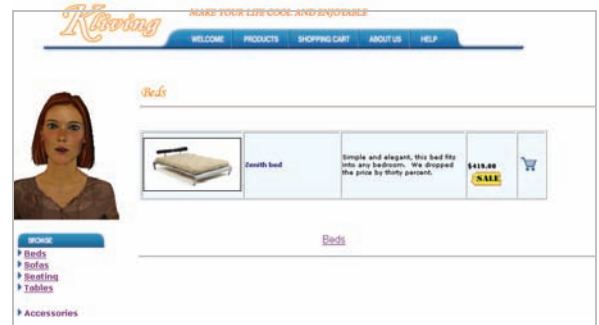 Kliving
MAKE YOUR LIFE COOL AND ENJOYABLE
WELCOME PRODUCTS SHOPPING CART ABOUT US HELP
Beds
Zenith bed
Simple and elegant, this bed fits
into any bedroom. We dropped
the price by thirty percent.
$419.00
SALE
Beds
BROWSE
Beds
Sofas
Seating
Tables
Accessories